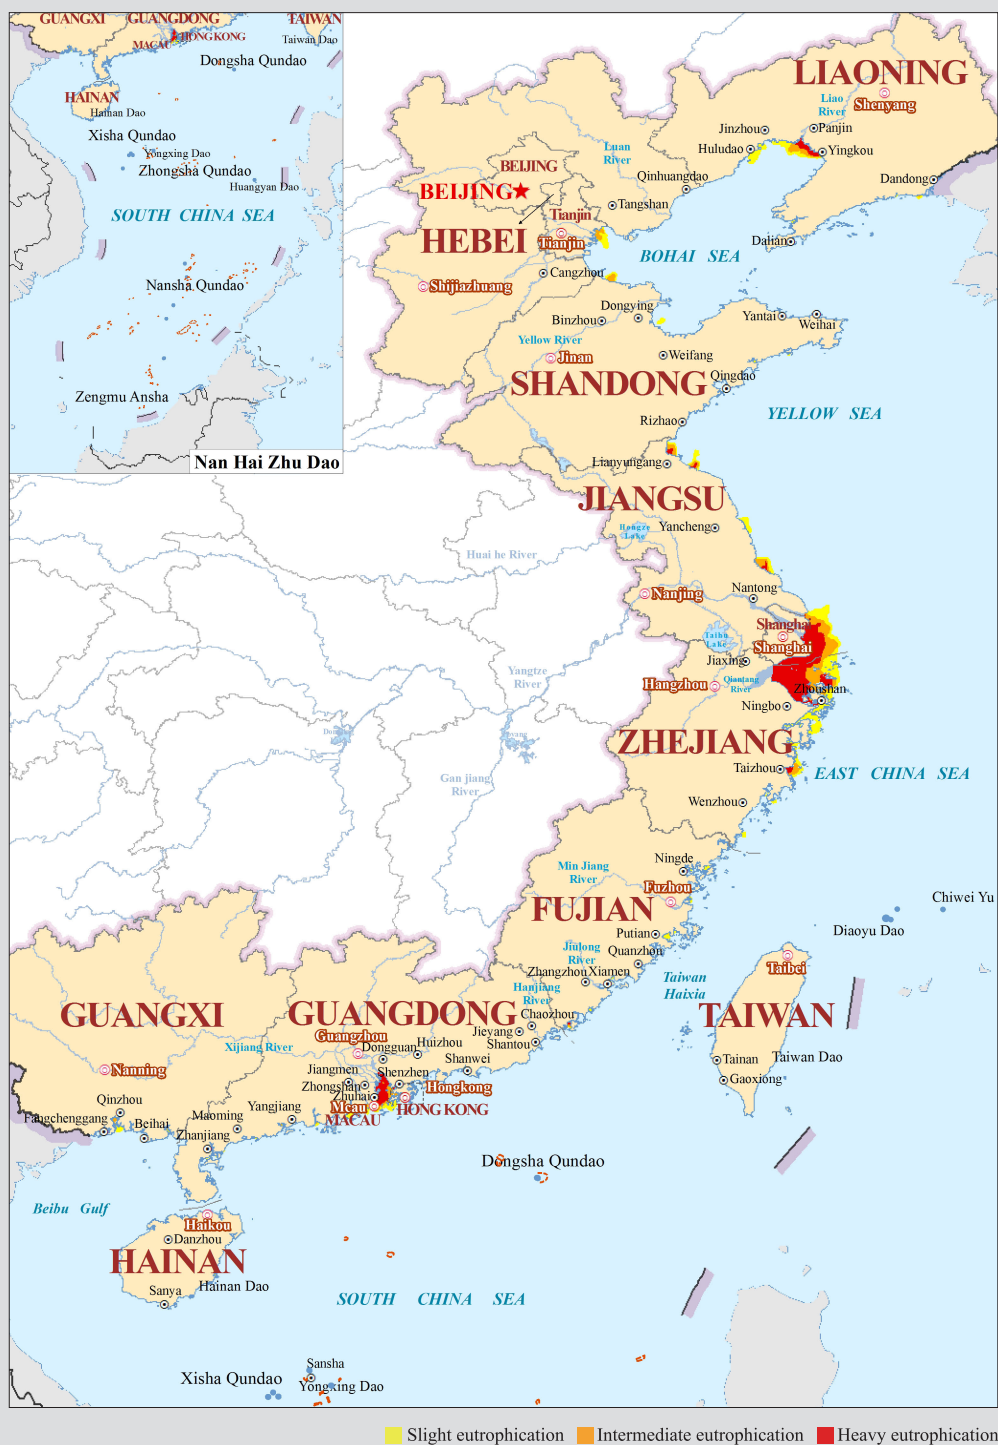 GUANGXI
GUANGDONG
TAIWAN
MACAU
HONG KONG
Taiwan Dao
Dongsha Qundao
HAINAN
Hainan Dao
Xisha Qundao
Yongxing Dao
Zhongsha Qundao
Huangyan Dao
SOUTH CHINA SEA
Nansha Qundao
Zengmu Ansha
Nan Hai Zhu Dao
LIAONING
Liao
River
Shenyang
Jinzhou
Panjin
Huludao
Yingkou
Luan
River
BEIJING
BEIJING
Qinhuangdao
Dandong
Tangshan
Tianjin
HEBEI
Tianjin
Dalian
BOHAI SEA
Cangzhou
Shijiazhuang
Dongying
Binzhou
Yantai
Weihai
Yellow River
Jinan
Weifang
SHANDONG
Qingdao
YELLOW SEA
Rizhao
Lianyungang
JIANGSU
Hongze
Lake
Yancheng
Huai he River
Nanjing
Nantong
Shanghai
Taihu
Lake
Shanghai
Jiaxing
Yangtze
River
Hangzhou
Qiantang
River
Zhoushan
Ningbo
ZHEJIANG
Taizhou
EAST CHINA SEA
Gan jiang
River
Wenzhou
Min Jiang
River
Ningde
Fuzhou
FUJIAN
Chiwei Yu
Diaoyu Dao
Putian
Jiulong
River
Quanzhon
Zhangzhou
Xiamen
Taiwan
Haixia
Taibei
Hanjiang
River
GUANGXI
GUANGDONG
Chaozhou
TAIWAN
Jieyang
Guangzhou
Dongguan
Huizhou
Shantou
Xijiang River
Shanwei
Tainan
Taiwan Dao
Nanning
Jiangmen
Shenzhen
Gaoxiong
Zhongshan
Hongkong
Qinzhou
Zhuhai
Mcau
HONG KONG
Yangjiang
MACAU
Fangchenggang
Beihai
Maoming
Zhanjiang
Dongsha Qundao
Beibu Gulf
Haikou
Danzhou
HAINAN
Hainan Dao
Sanya
SOUTH CHINA SEA
Sansha
Xisha Qundao
Yongxing Dao
Slight eutrophication
Intermediate eutrophication
Heavy eutrophication